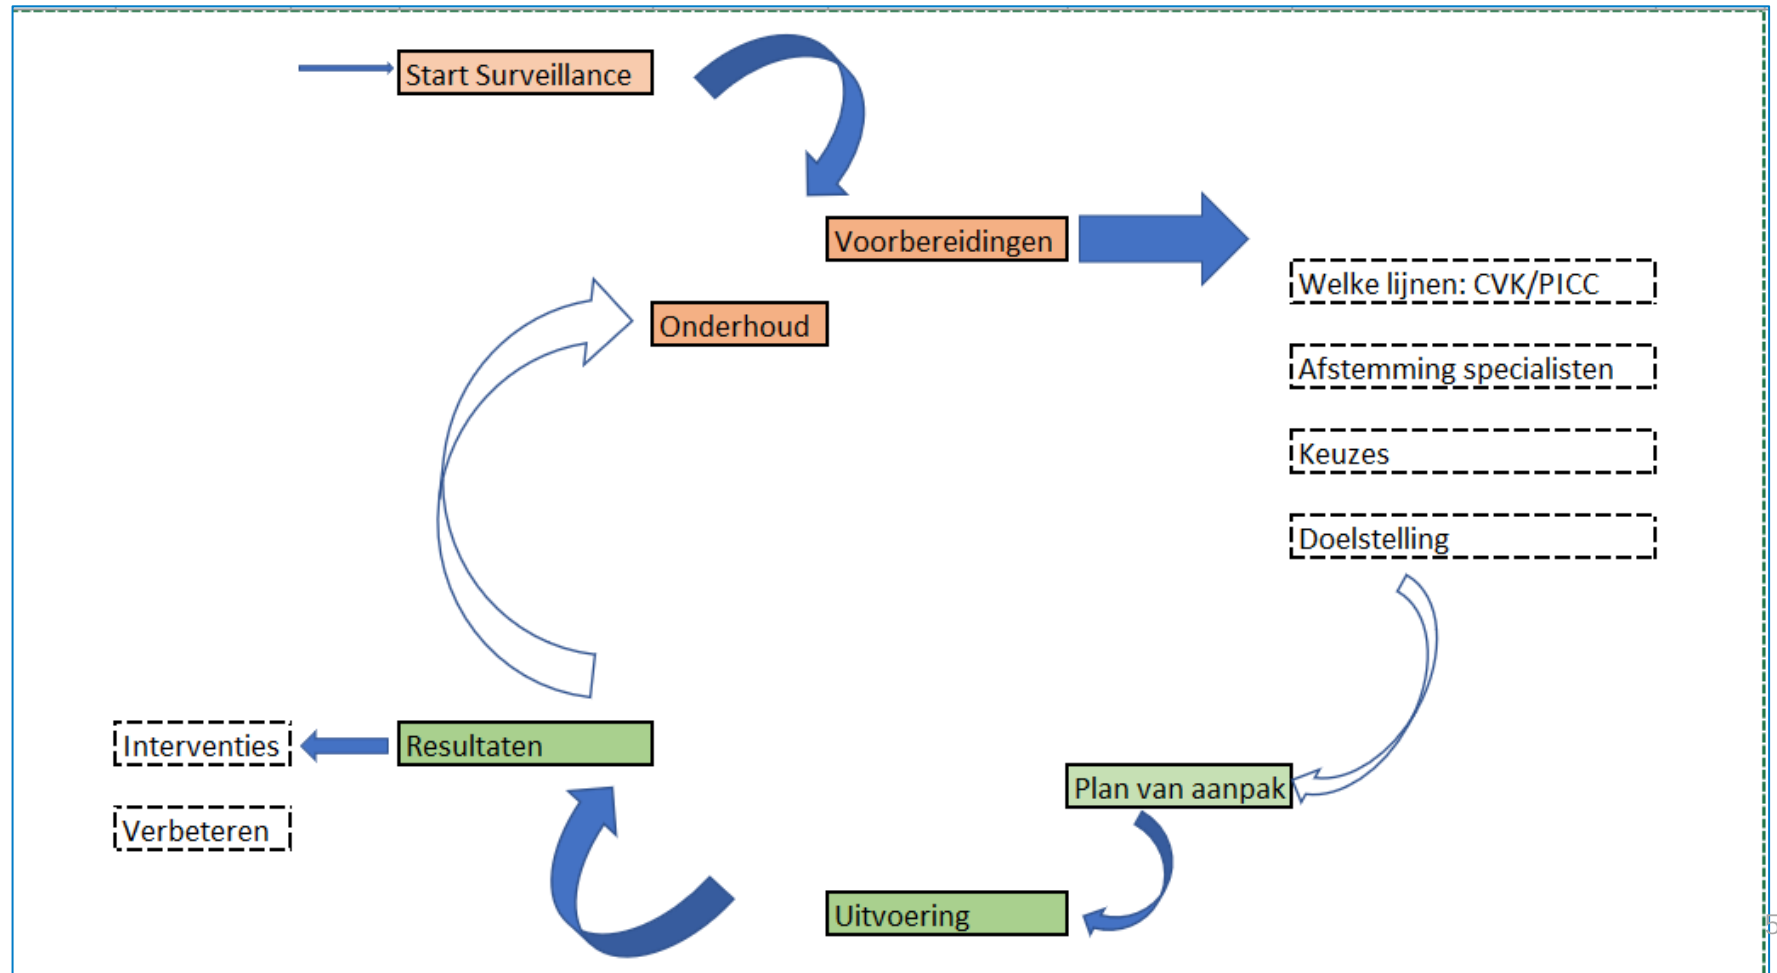 Start Surveillance
Voorbereidingen
Welke lijnen: CVK/PICC
Onderhoud
Afstemming specialisten
Keuzes
Doelstelling
Interventies
Resultaten
Plan van aanpak
Verbeteren
Uitvoering
5